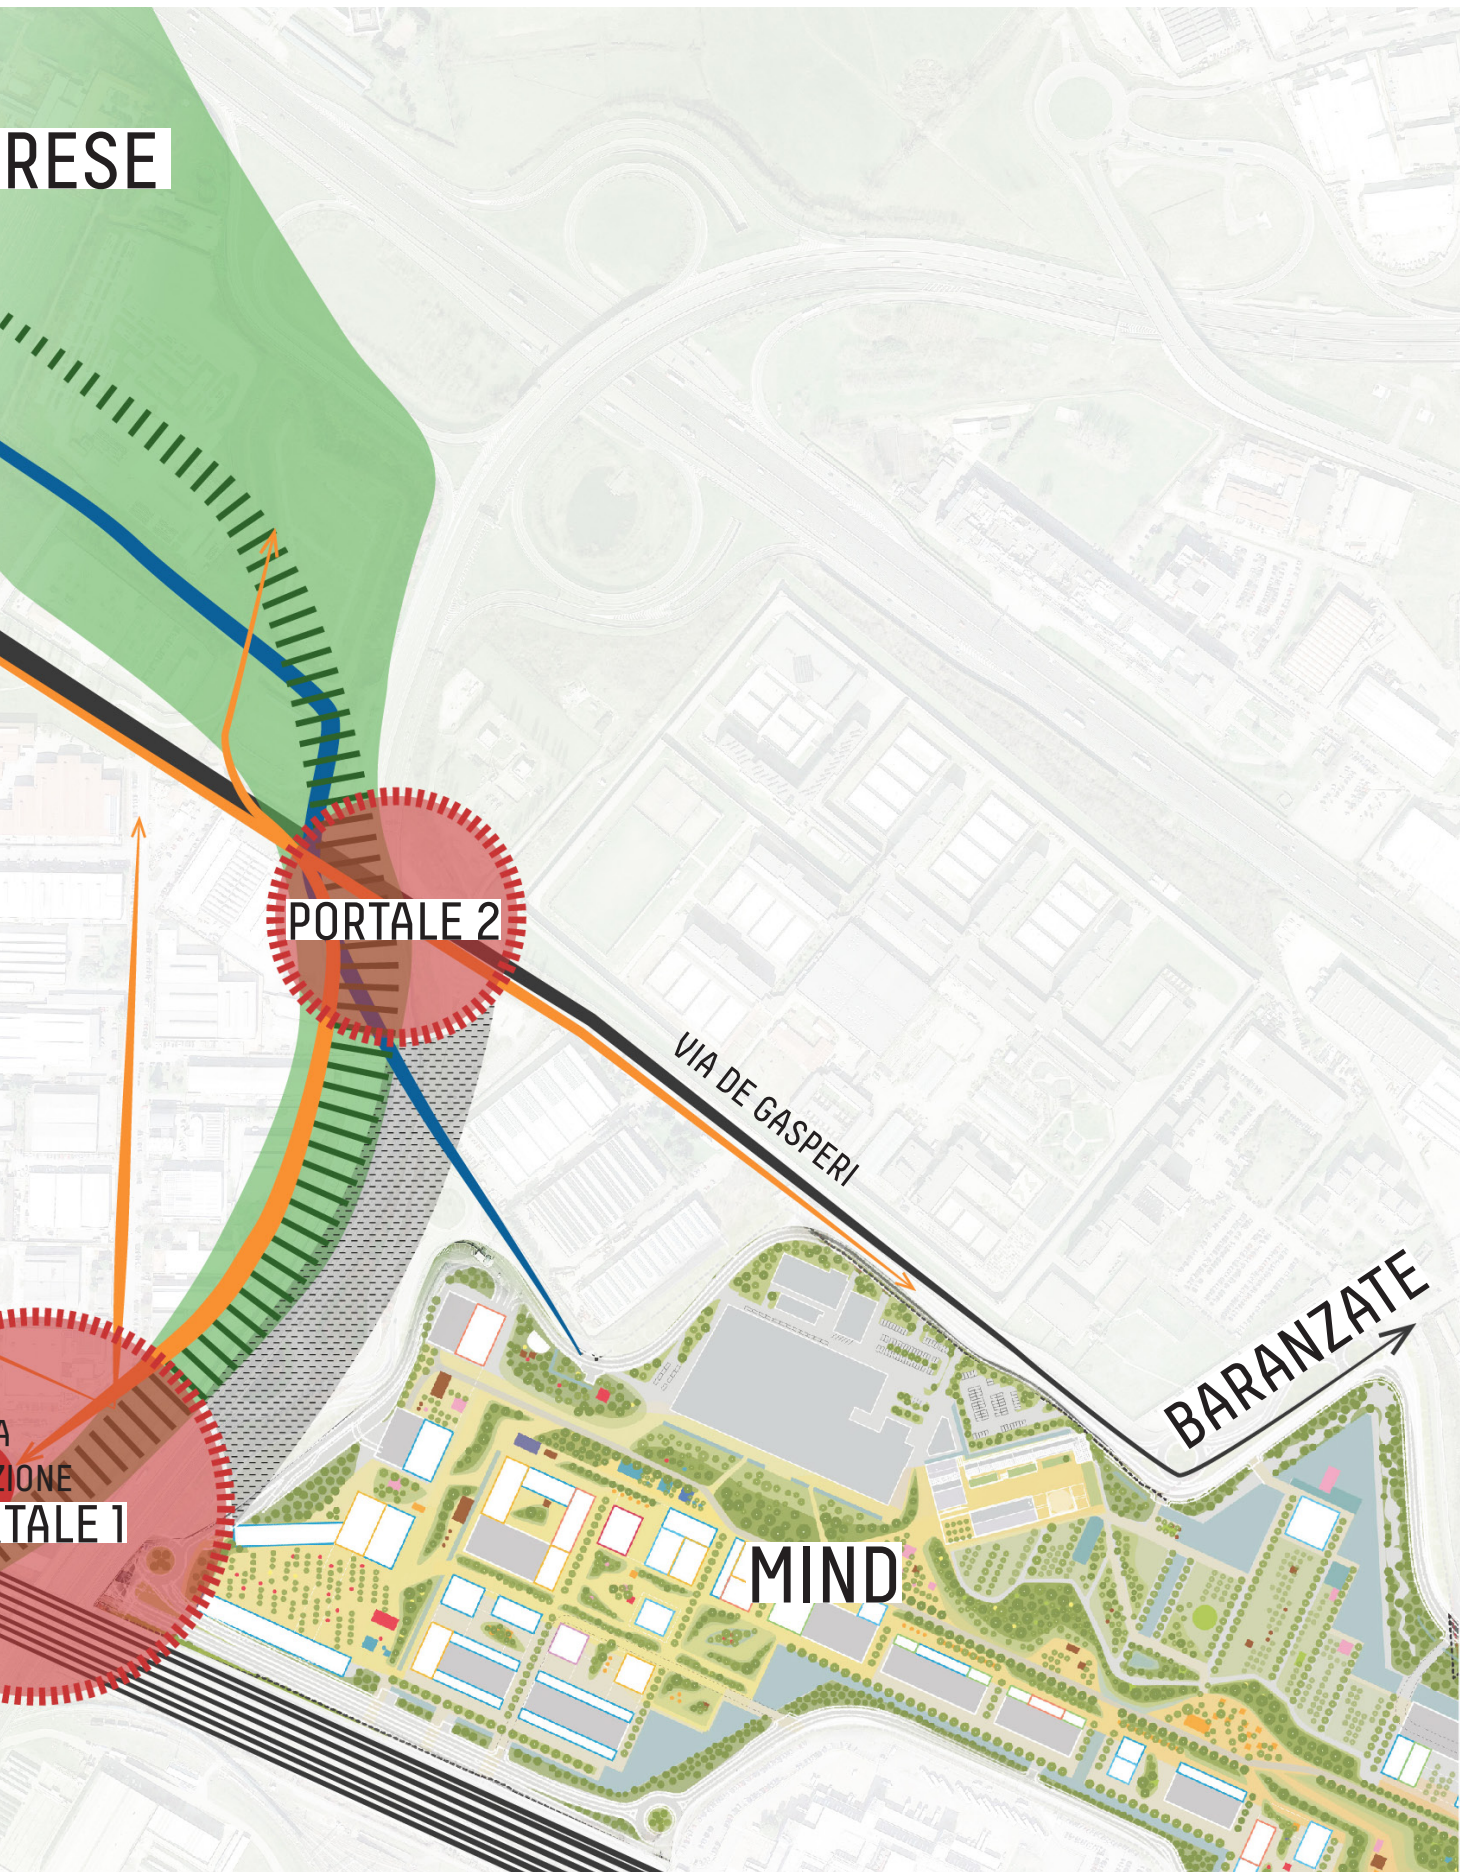 RESE
PORTALE 2
VIA DE GASPERI
BARANZATE
A
ZIONE
TALE 1
MIND